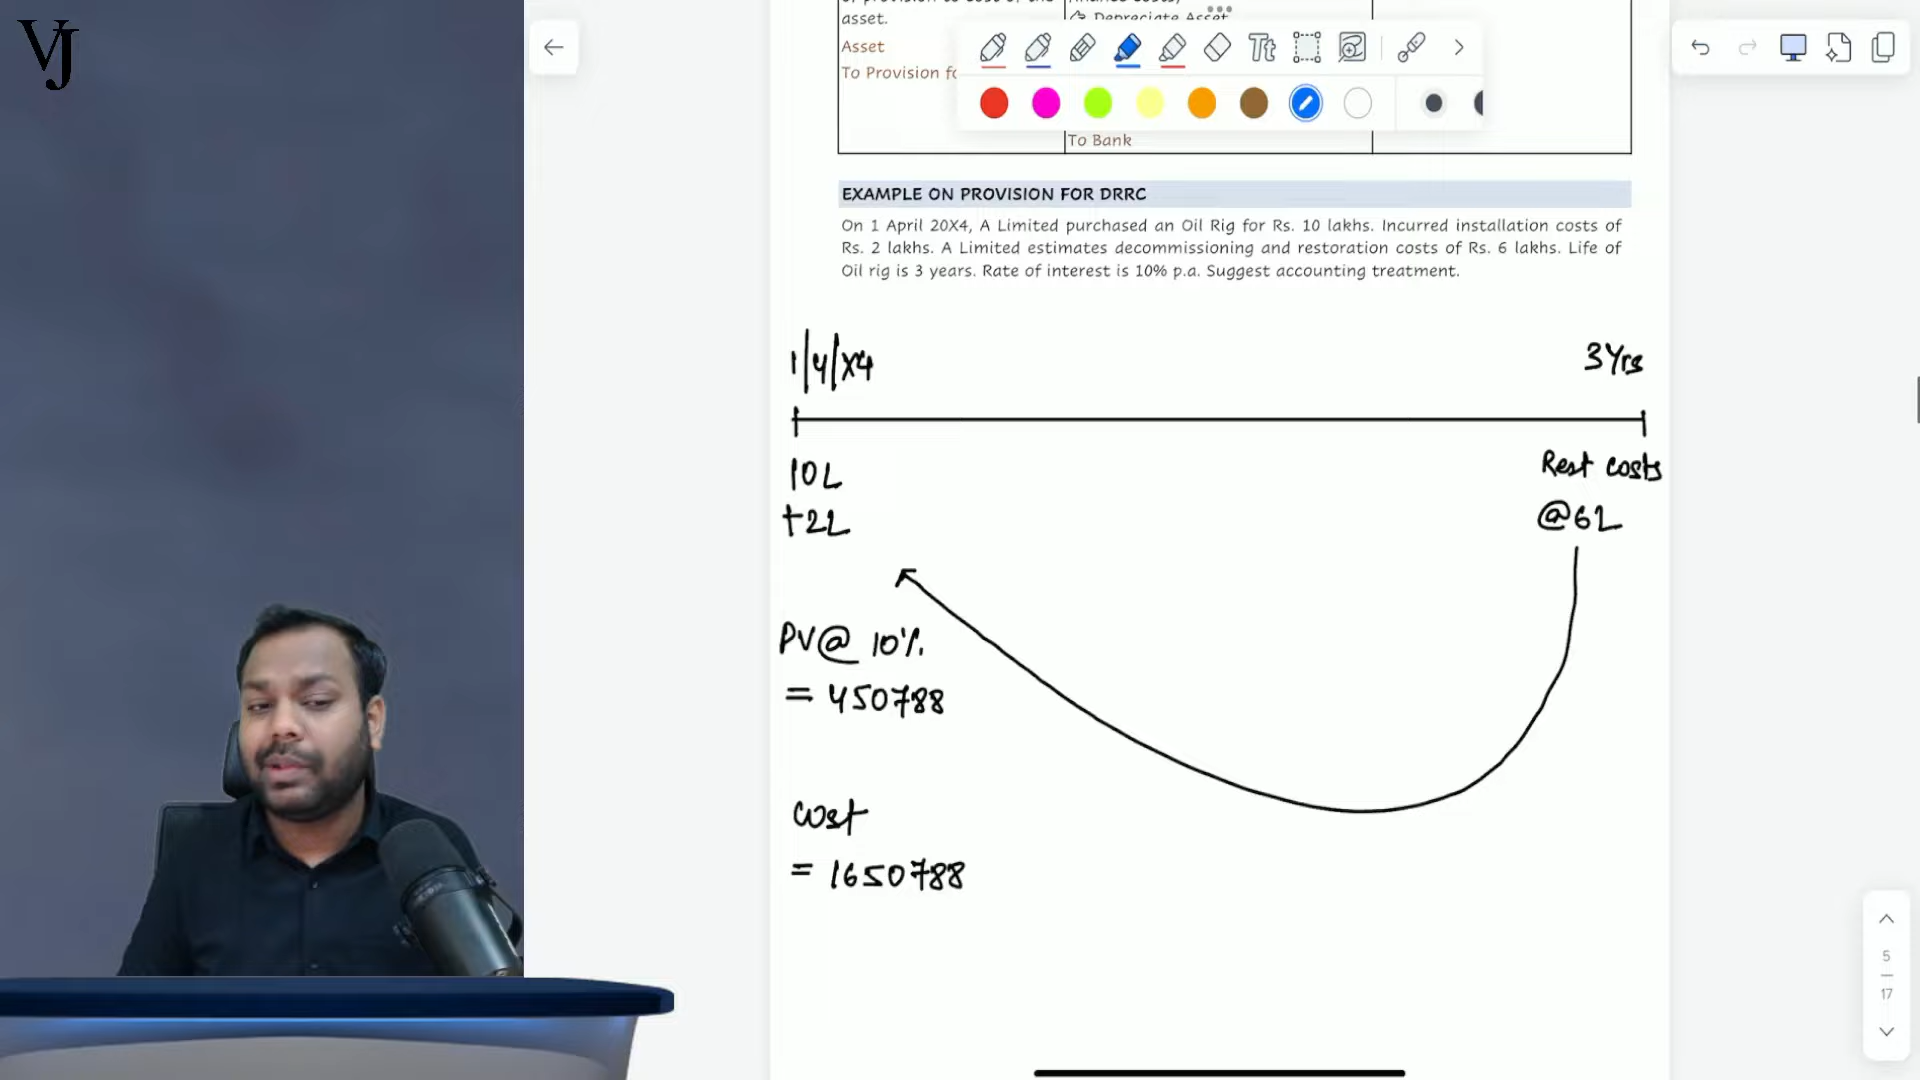 VJ
asset.
Depreciate Asset
Asset
To Provision
Tt
To Bank
EXAMPLE ON PROVISION FOR DRRC
On 1 April 20X4, A Limited purchased an Oil Rig for Rs. 10 lakhs. Incurred installation costs of
Rs. 2 lakhs. A Limited estimates decommissioning and restoration costs of Rs. 6 lakhs. Life of
Oil rig is 3 years. Rate of interest is 10% p.a. Suggest accounting treatment.
1/4/X4
3Yrs
10L
+2L
Rest costs
@6L
PV@ 10%
= 450788
Cost
= 1650788
5
17